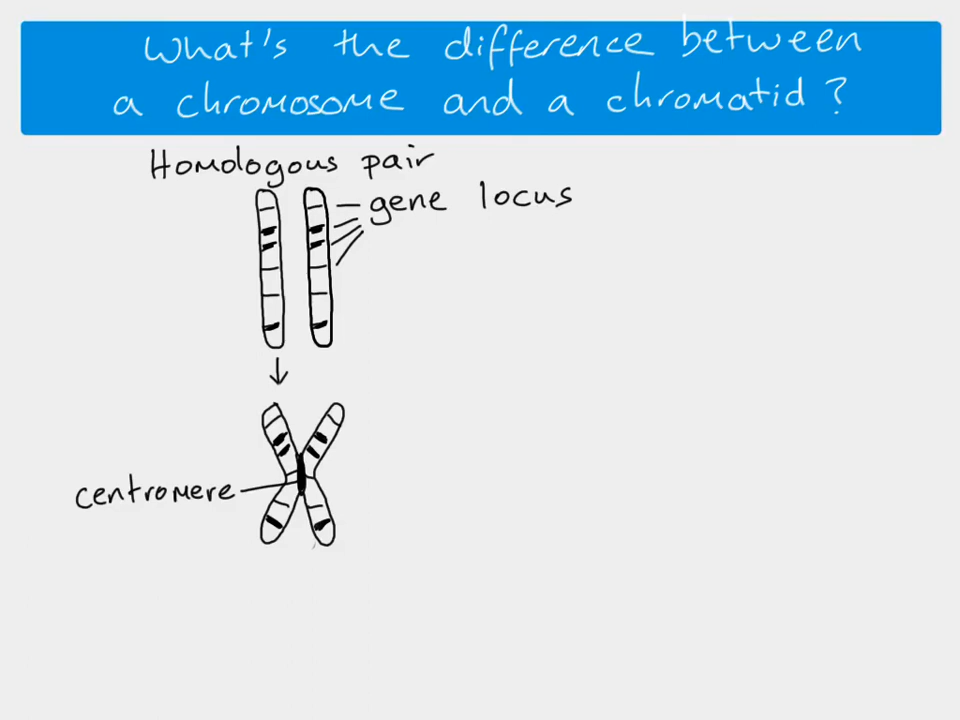 What's the difference between
a chromosome and a chromatid?
Homologous pair
gene locus
centromere